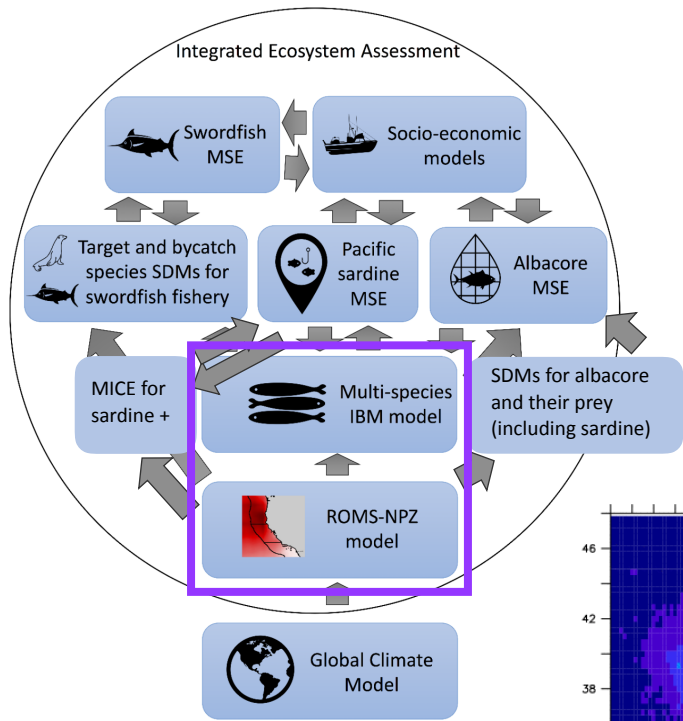 Integrated Ecosystem Assessment
Swordfish
MSE
Socio-economic
models
Target and bycatch
species SDMs for
swordfish fishery
Pacific
sardine
MSE
Albacore
MSE
MICE for
sardine +
Multi-species
IBM model
SDMs for albacore
and their prey
(including sardine)
ROMS-NPZ
model
46
42
38
Global Climate
Model